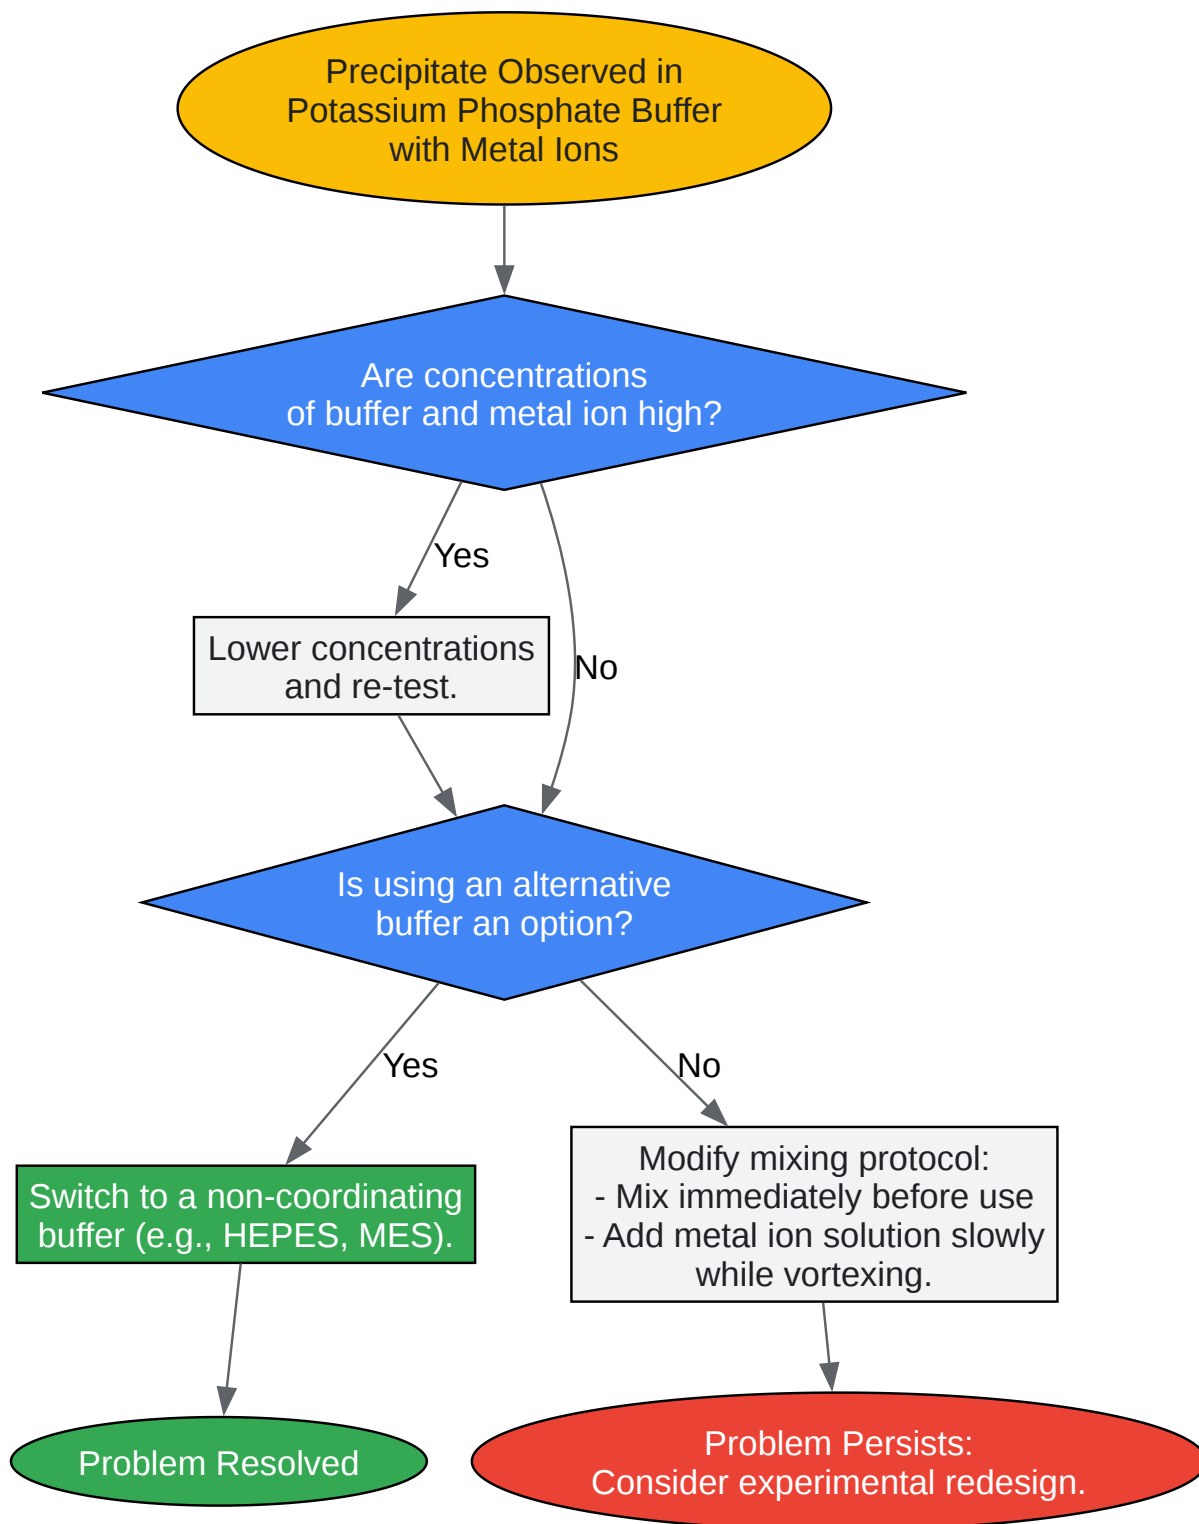 Precipitate Observed in
Potassium Phosphate Buffer
with Metal Ions
Are concentrations
of buffer and metal ion high?
Yes
Lower concentrations
and re-test.
No
Is using an alternative
buffer an option?
Yes
No
Switch to a non-coordinating
buffer (e.g., HEPES, MES).
Modify mixing protocol:
- Mix immediately before use
- Add metal ion solution slowly
while vortexing.
Problem Resolved
Problem Persists:
Consider experimental redesign.